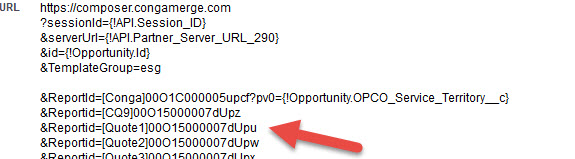 URL https://composer.congamerge.com
?sessionId={!API.Session_ID}
&serverUrl={!API.Partner_Server_URL_290}
&id={!Opportunity.Id}
&TemplateGroup=esg
&ReportId=[Conga]00O1C000005upcf?pv0={!Opportunity.OPCO_Service_Territory__c}
&Reportid=[CQ9]00O15000007dUpz
&Reportid=[Quote1]00O15000007dUpu
&Reportid=[Quote2]00O15000007dUpw
&Reportid=[Quote3]00O15000007dUpx